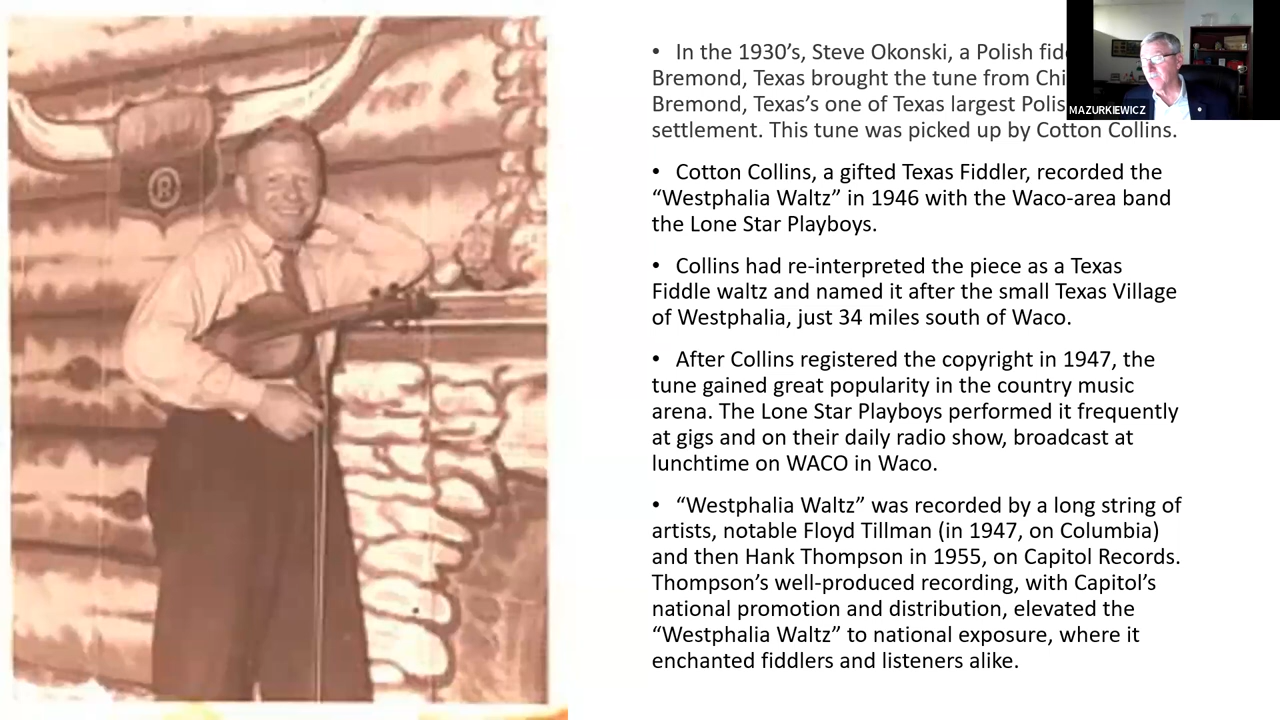 • In the 1930’s, Steve Okonski, a Polish
Bremond, Texas brought the tune from
Bremond, Texas’s one of Texas largest
settlement. This tune was picked up by Cotton Collins.
• Cotton Collins, a gifted Texas Fiddler, recorded the
“Westphalia Waltz” in 1946 with the Waco-area band
the Lone Star Playboys.
• Collins had re-interpreted the piece as a Texas
Fiddle waltz and named it after the small Texas Village
of Westphalia, just 34 miles south of Waco.
• After Collins registered the copyright in 1947, the
tune gained great popularity in the country music
arena. The Lone Star Playboys performed it frequently
at gigs and on their daily radio show, broadcast at
lunchtime on WACO in Waco.
• “Westphalia Waltz” was recorded by a long string of
artists, notable Floyd Tillman (in 1947, on Columbia)
and then Hank Thompson in 1955, on Capitol Records.
Thompson’s well-produced recording, with Capitol’s
national promotion and distribution, elevated the
“Westphalia Waltz” to national exposure, where it
enchanted fiddlers and listeners alike.
MAZURKIEWICZ
R